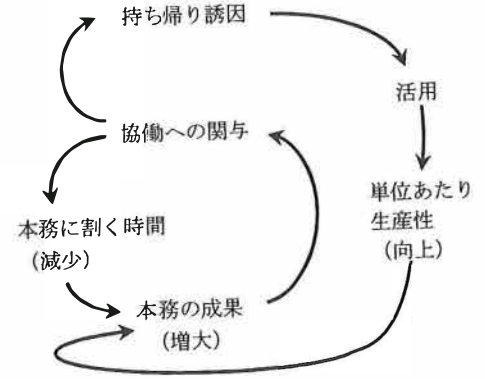 持ち帰り誘因
活用
協働への関与
単位あたり
生産性
(向上)
本務に割く時間
(減少)
本務の成果
(増大)